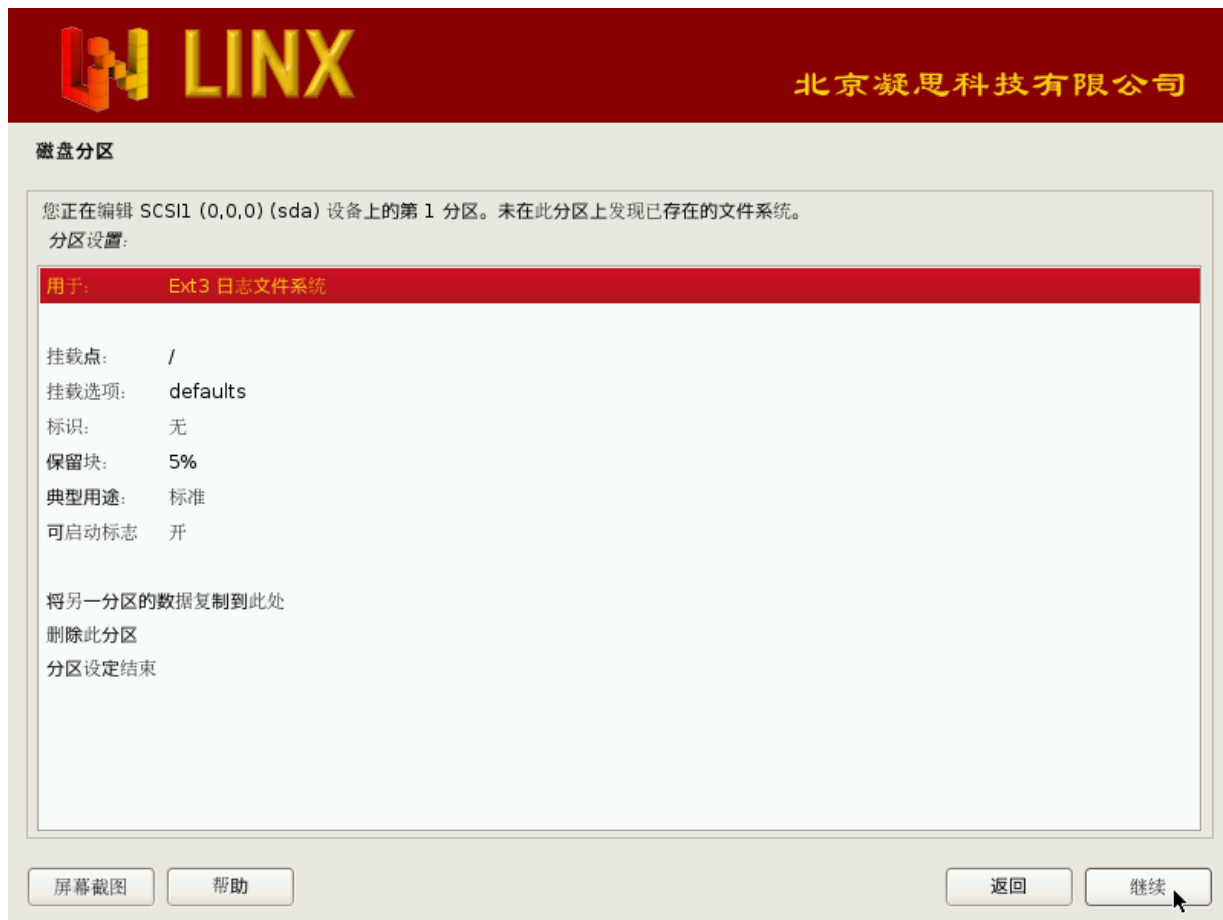 LINX
北京凝思科技有限公司
磁盘分区
您正在编辑 SCSI1 (0,0,0) (sda) 设备上的第 1 分区。未在此分区上发现已存在的文件系统。
分区设置:
用于: Ext3 日志文件系统
挂载点: /
挂载选项: defaults
标识: 无
保留块: 5%
典型用途: 标准
可启动标志 开
将另一分区的数据复制到此处
删除此分区
分区设定结束
屏幕截图 帮助 返回 继续